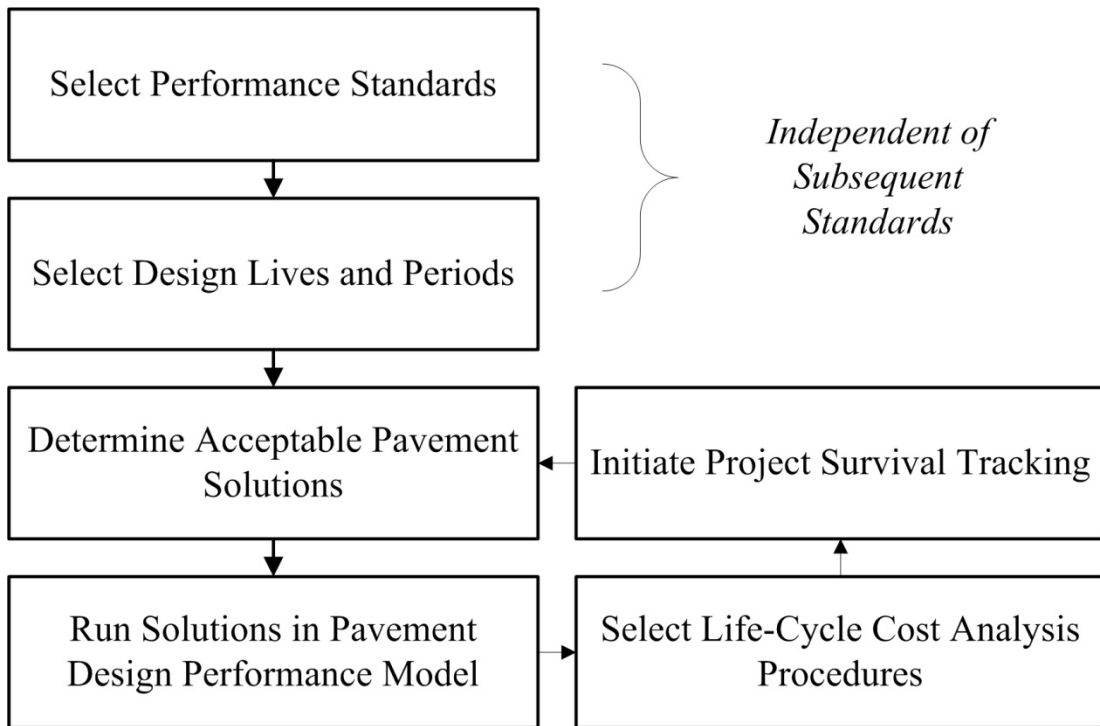 Select Performance Standards
Independent of
Subsequent
Standards
Select Design Lives and Periods
Determine Acceptable Pavement
Solutions
Initiate Project Survival Tracking
Run Solutions in Pavement
Design Performance Model
Select Life-Cycle Cost Analysis
Procedures